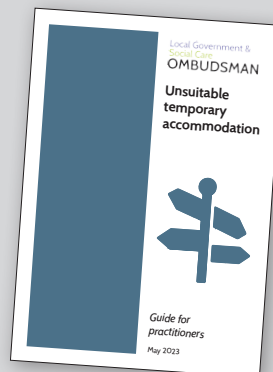 Local Government &
Social Care
OMBUDSMAN
Unsuitable
temporary
accommodation
Guide for
practitioners
May 2023